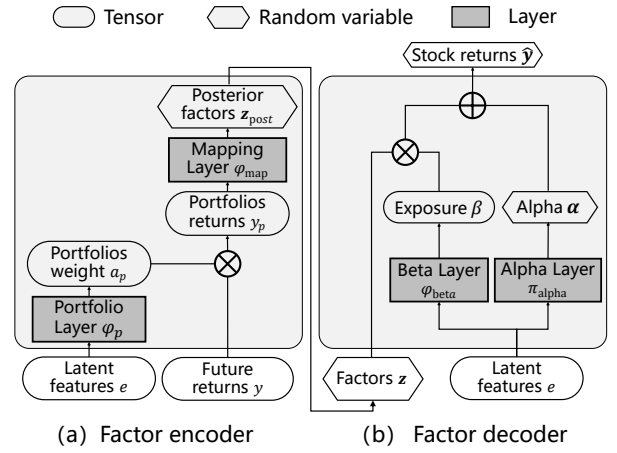 Tensor
Random variable
Layer
Posterior
factors z_post
Mapping
Layer φ_map
Portfolios
returns y_p
Portfolios
weight a_p
Portfolio
Layer φ_p
Latent
features e
Future
returns y
(a) Factor encoder
Stock returns ŷ
Exposure β
Alpha α
Beta Layer
φ_beta
Alpha Layer
π_alpha
Factors z
Latent
features e
(b) Factor decoder